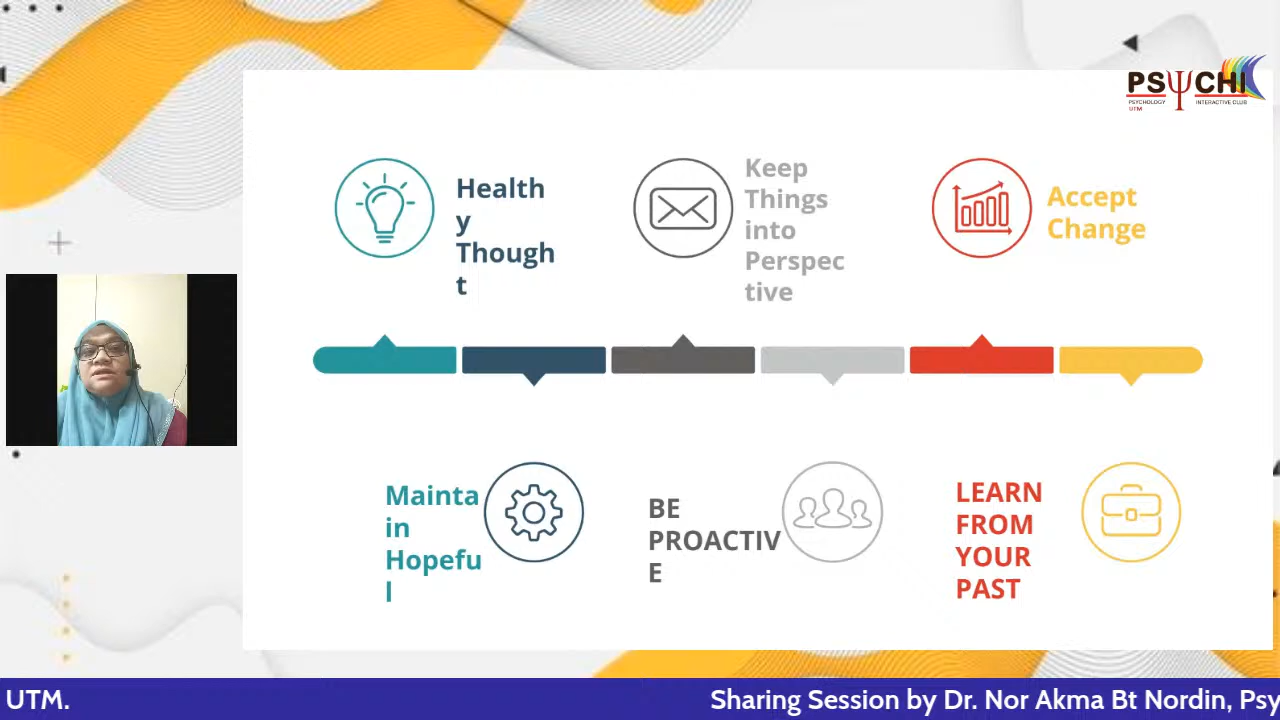 PSYCHI
PSYCHOLOGY
INTERACTIVE CLUB
UTM
Health
y
Though
t
Keep
Things
into
Perspec
tive
Accept
Change
Mainta
in
Hopefu
l
BE
PROACTIV
E
LEARN
FROM
YOUR
PAST
UTM.
Sharing Session by Dr. Nor Akma Bt Nordin, Psy